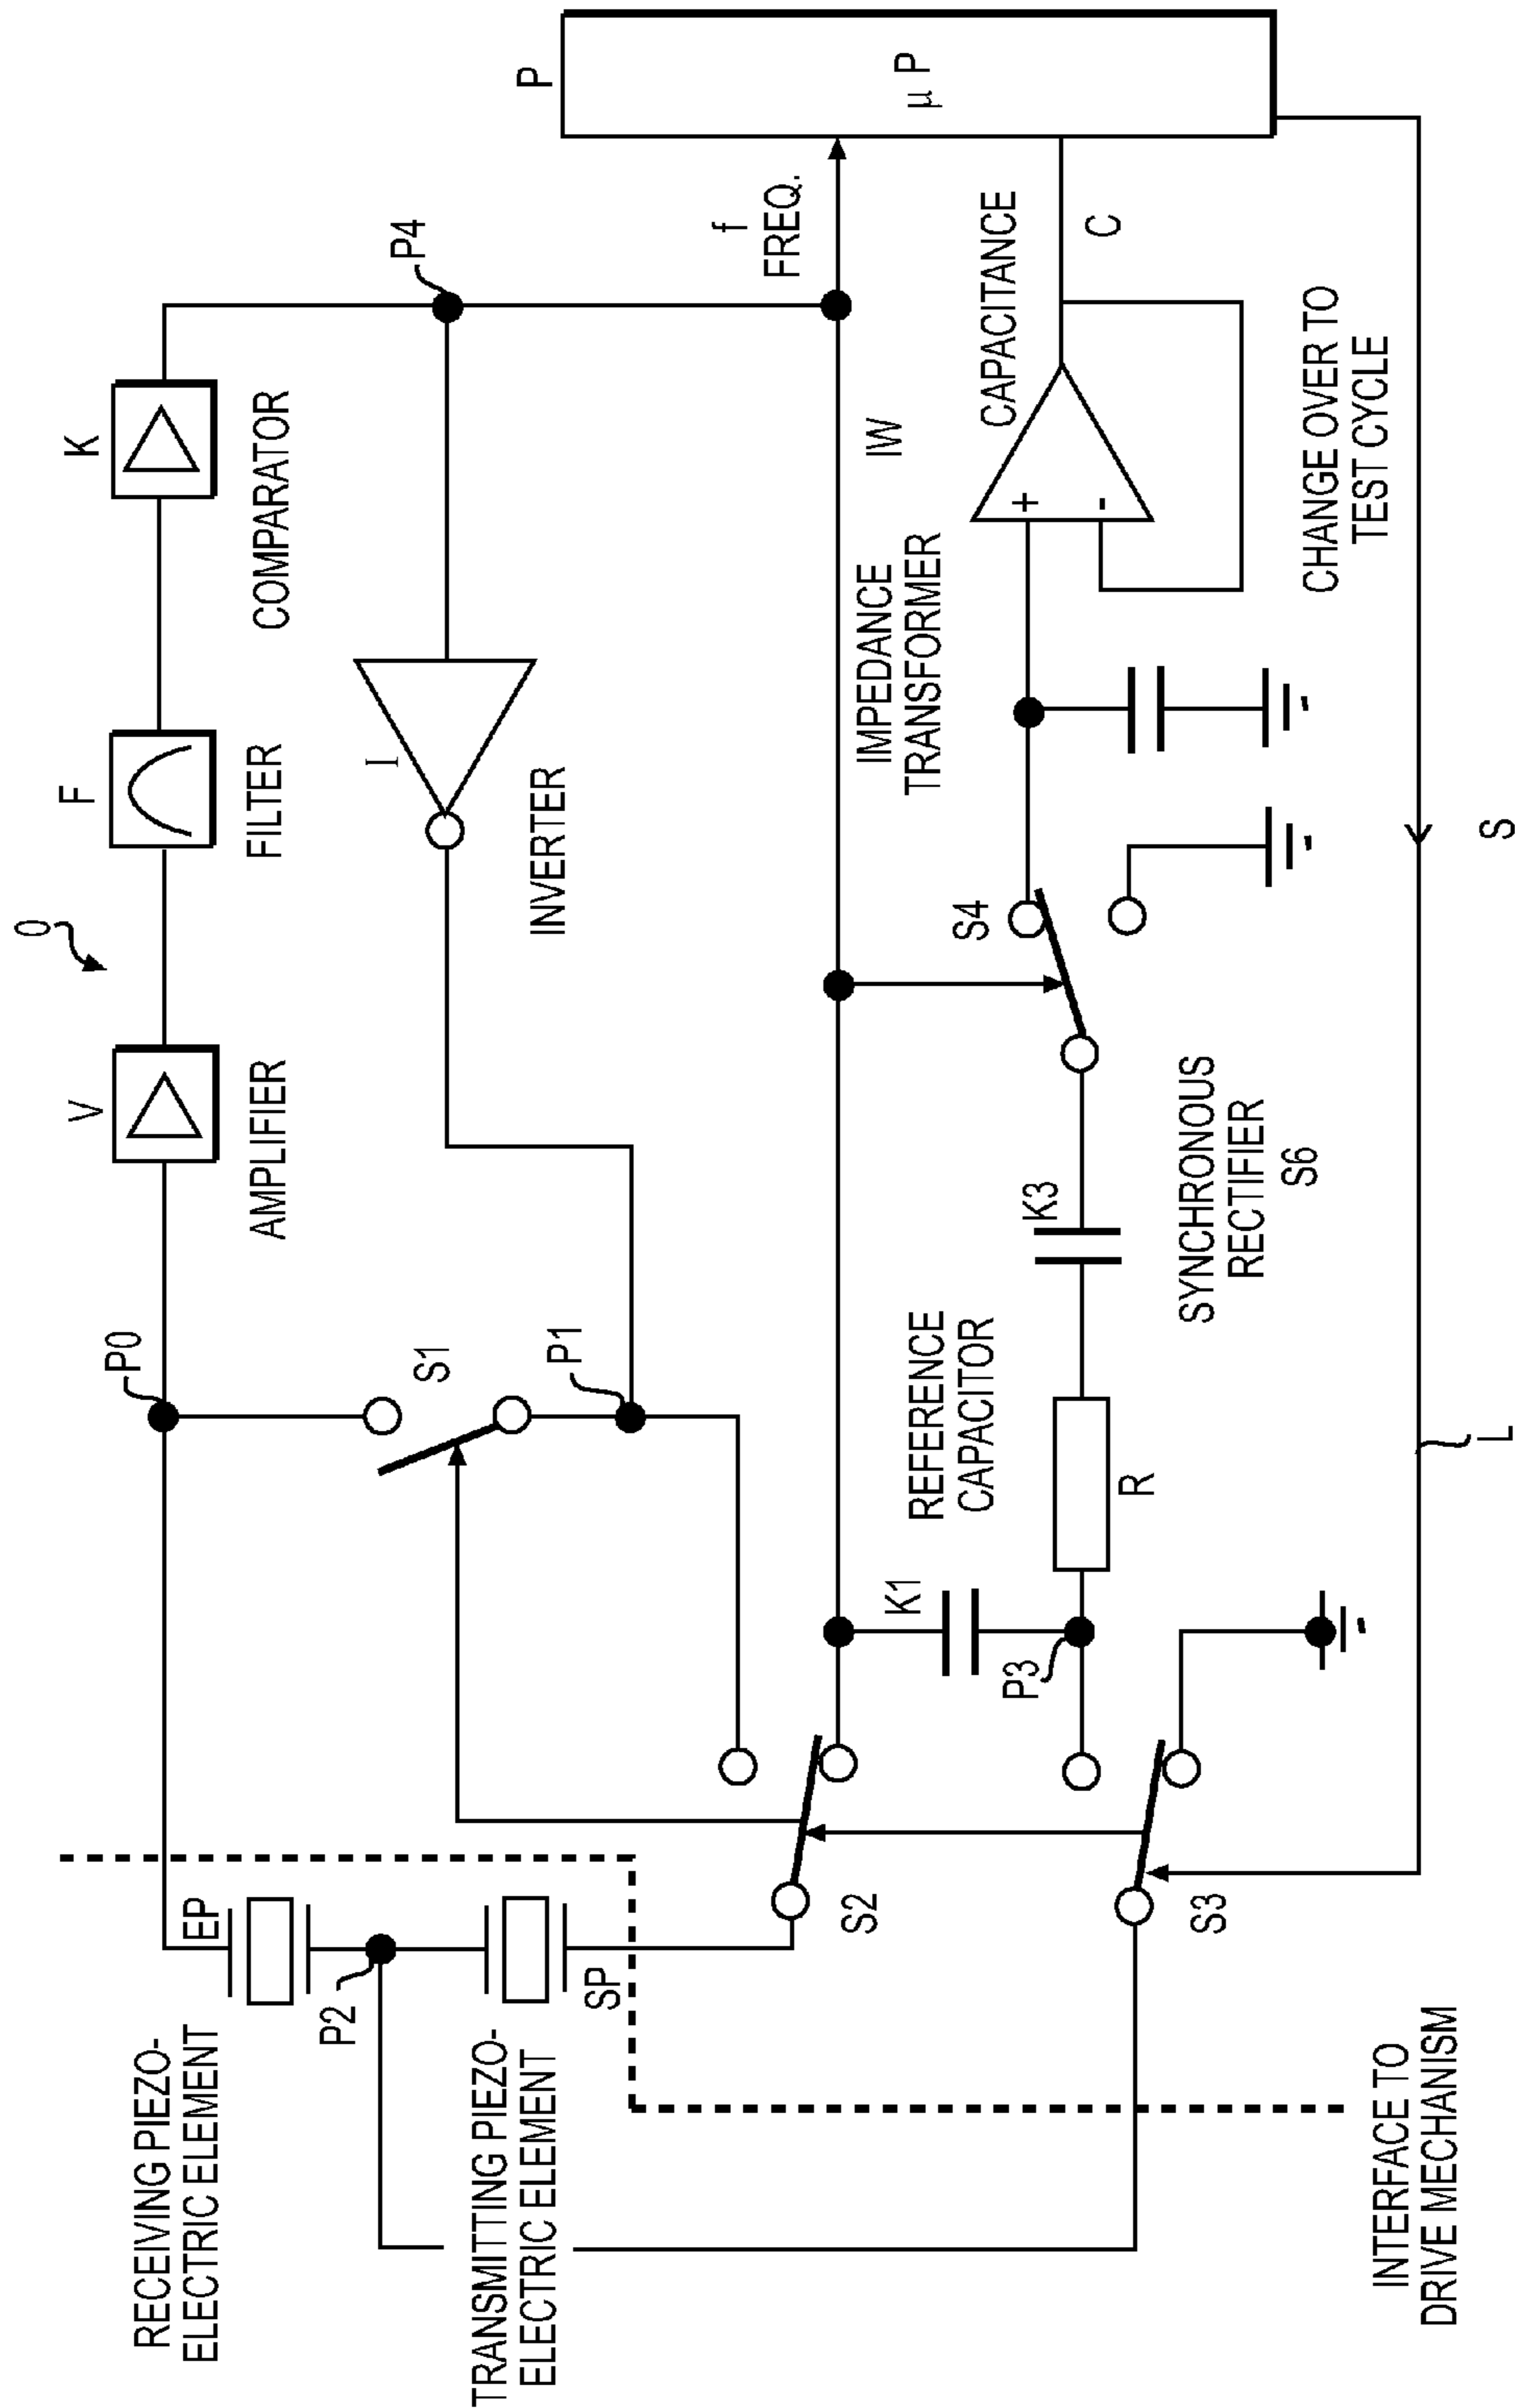 O
P0
V
AMPLIFIER
F
FILTER
K
COMPARATOR
P4
P
μP
RECEIVING PIEZO-
ELECTRIC ELEMENT
EP
P2
TRANSMITTING PIEZO-
ELECTRIC ELEMENT
SP
S1
P1
I
INVERTER
f
FREQ.
S2
K1
REFERENCE
CAPACITOR
P3
R
K3
S4
SYNCHRONOUS
RECTIFIER
S6
IMPEDANCE
TRANSFORMER
IW
+
-
CAPACITANCE
C
S3
CHANGE OVER TO
TEST CYCLE
INTERFACE TO
DRIVE MECHANISM
L
S